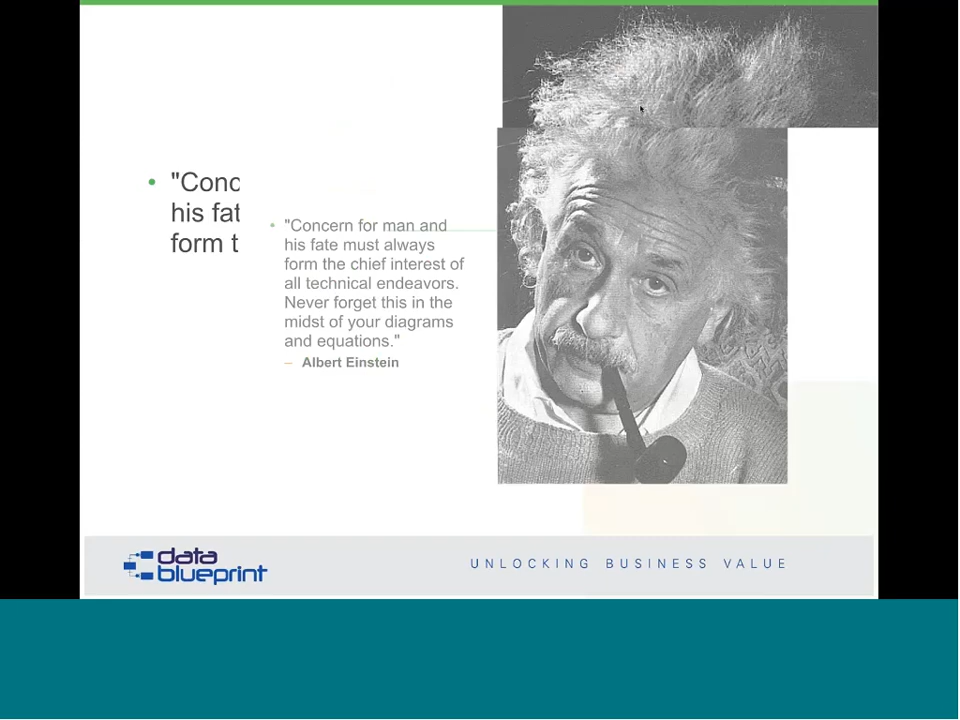 • "Conc
his fat
form t
• "Concern for man and
his fate must always
form the chief interest of
all technical endeavors.
Never forget this in the
midst of your diagrams
and equations."
– Albert Einstein
data
blueprint
UNLOCKING BUSINESS VALUE